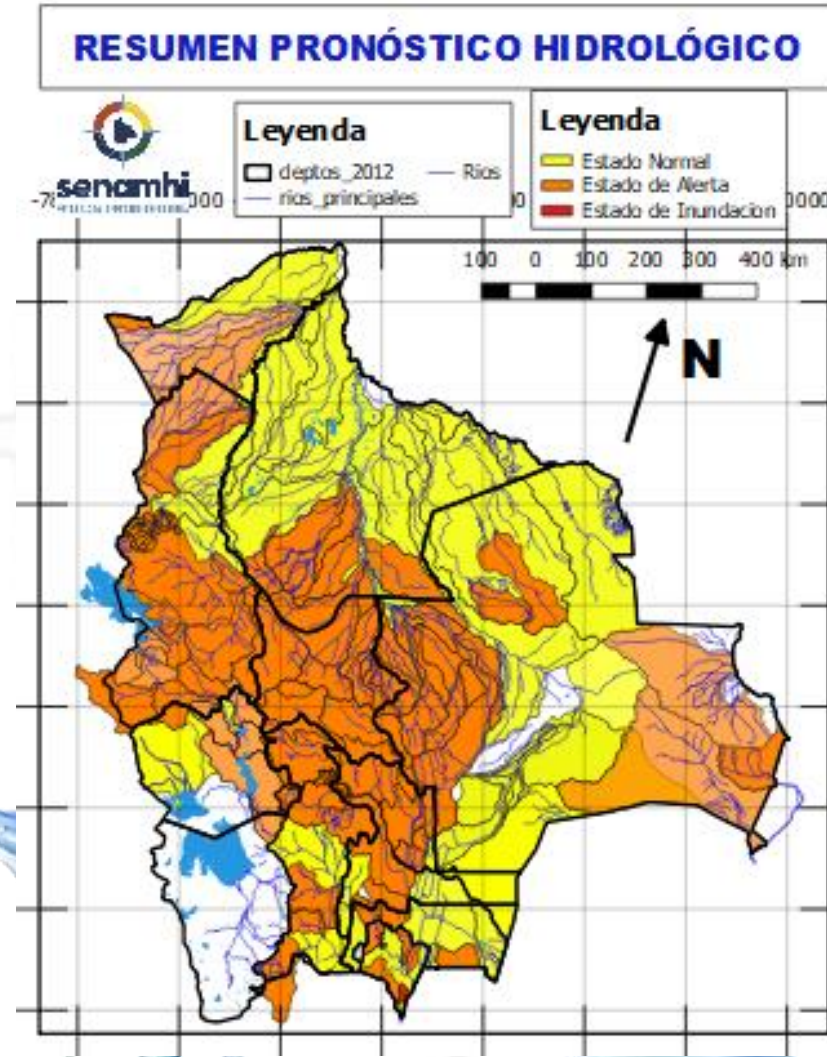 RESUMEN PRONÓSTICO HIDROLÓGICO
senamhi
Leyenda
deptos_2012
Rios
rios_principales
Leyenda
Estado Normal
Estado de Alerta
Estado de Inundacion
100 0 100 200 300 400 km
N